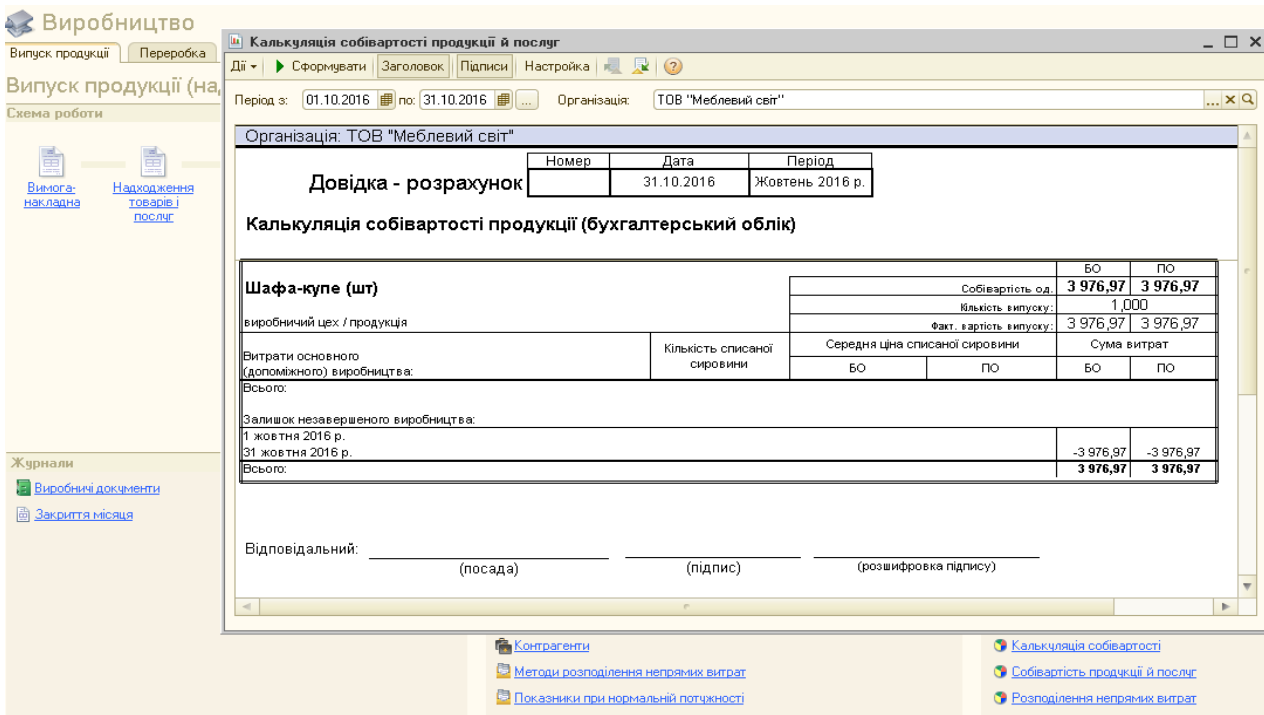 Виробництво
Випуск продукції
Переробка
Випуск продукції (на
Схема роботи
Вимога-
накладна
Надходження
товарів і
послуг
Журнали
Виробничі документи
Закриття місяця
Калькуляція собівартості продукції й послуг
Дії Сформувати Заголовок Підписи Настройка
Період з: 01.10.2016 по: 31.10.2016 ... Організація: ТОВ "Меблевий світ" ...
Організація: ТОВ "Меблевий світ"
Номер Дата Період
Довідка - розрахунок 31.10.2016 Жовтень 2016 р.
Калькуляція собівартості продукції (бухгалтерський облік)
БО ПО
Шафа-купе (шт) Собівартість од. 3 976,97 3 976,97
Кількість випуску: 1,000
виробничий цех / продукція Факт. вартість випуску: 3 976,97 3 976,97
Витрати основного
(допоміжного) виробництва:
Кількість списаної
сировини
Середня ціна списаної сировини Сума витрат
БО ПО БО ПО
Всього:
Залишок незавершеного виробництва:
1 жовтня 2016 р.
31 жовтня 2016 р. -3 976,97 -3 976,97
Всього: 3 976,97 3 976,97
Відповідальний:
(посада) (підпис) (розшифровка підпису)
Контрагенти
Методи розподілення непрямих витрат
Показники при нормальній потужності
Калькуляція собівартості
Собівартість продукції й послуг
Розподілення непрямих витрат